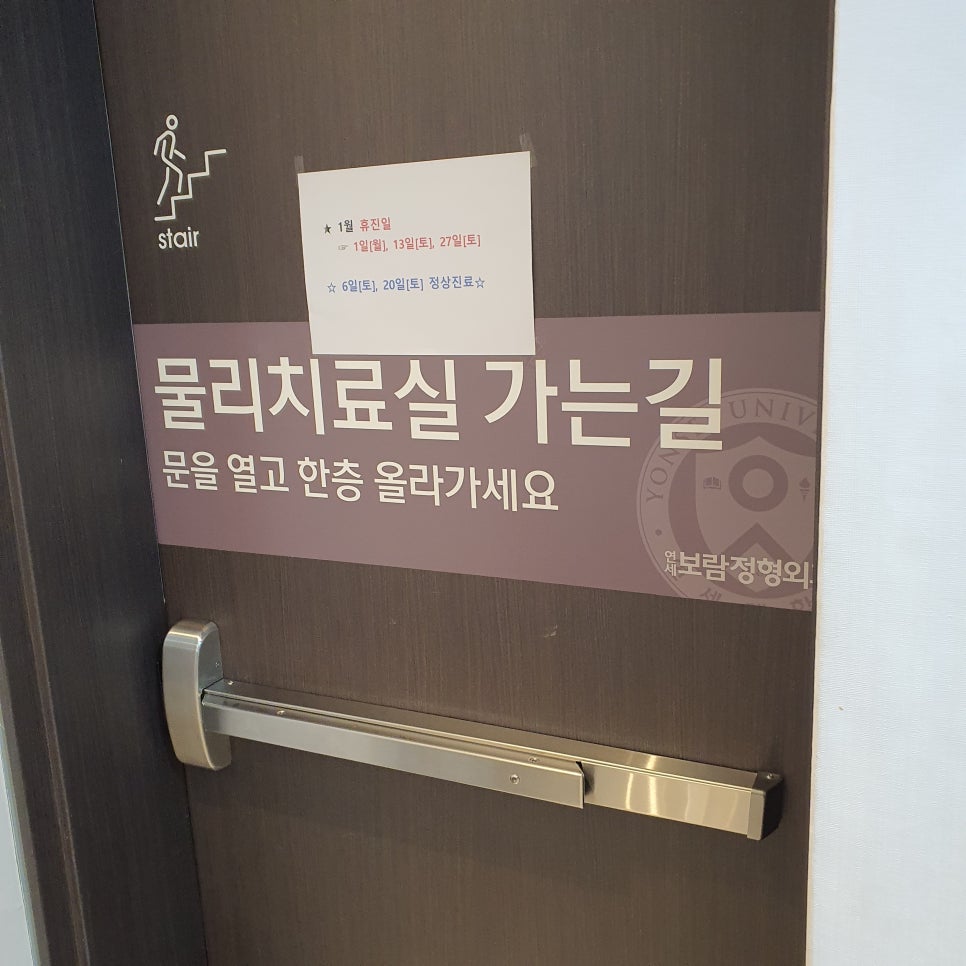 stair
★ 1월 휴진일
☞ 1일[월], 13일[토], 27일[토]
☆ 6일[토], 20일[토] 정상진료☆
물리치료실 가는길
문을 열고 한층 올라가세요
UNIV
연세 보람정형외